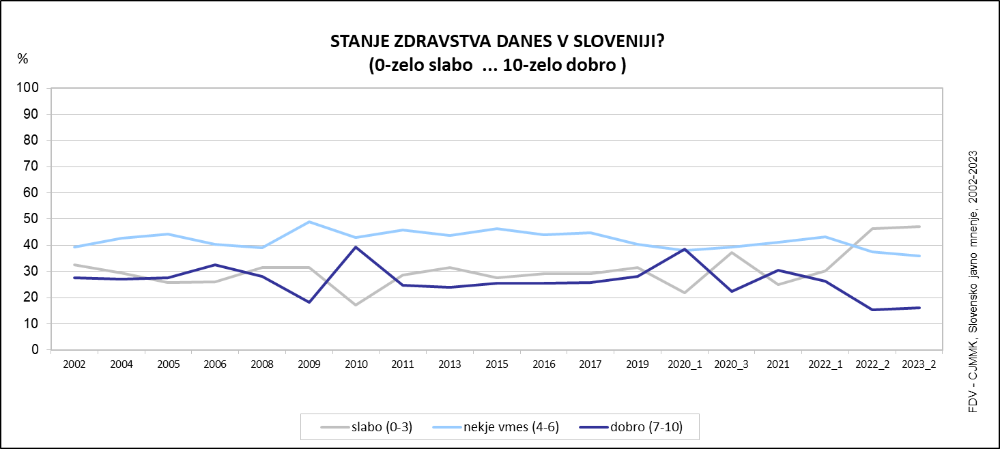 STANJE ZDRAVSTVA DANES V SLOVENIJI?
(0-zelo slabo ... 10-zelo dobro )
%
100
90
80
70
60
50
40
30
20
10
0
2002 2004 2005 2006 2008 2009 2010 2011 2013 2015 2016 2017 2019 2020_1 2020_3 2021 2022_1 2022_2 2023_2
slabo (0-3) nekje vmes (4-6) dobro (7-10)
FDV - CJMMK, Slovensko javno mnenje, 2002-2023